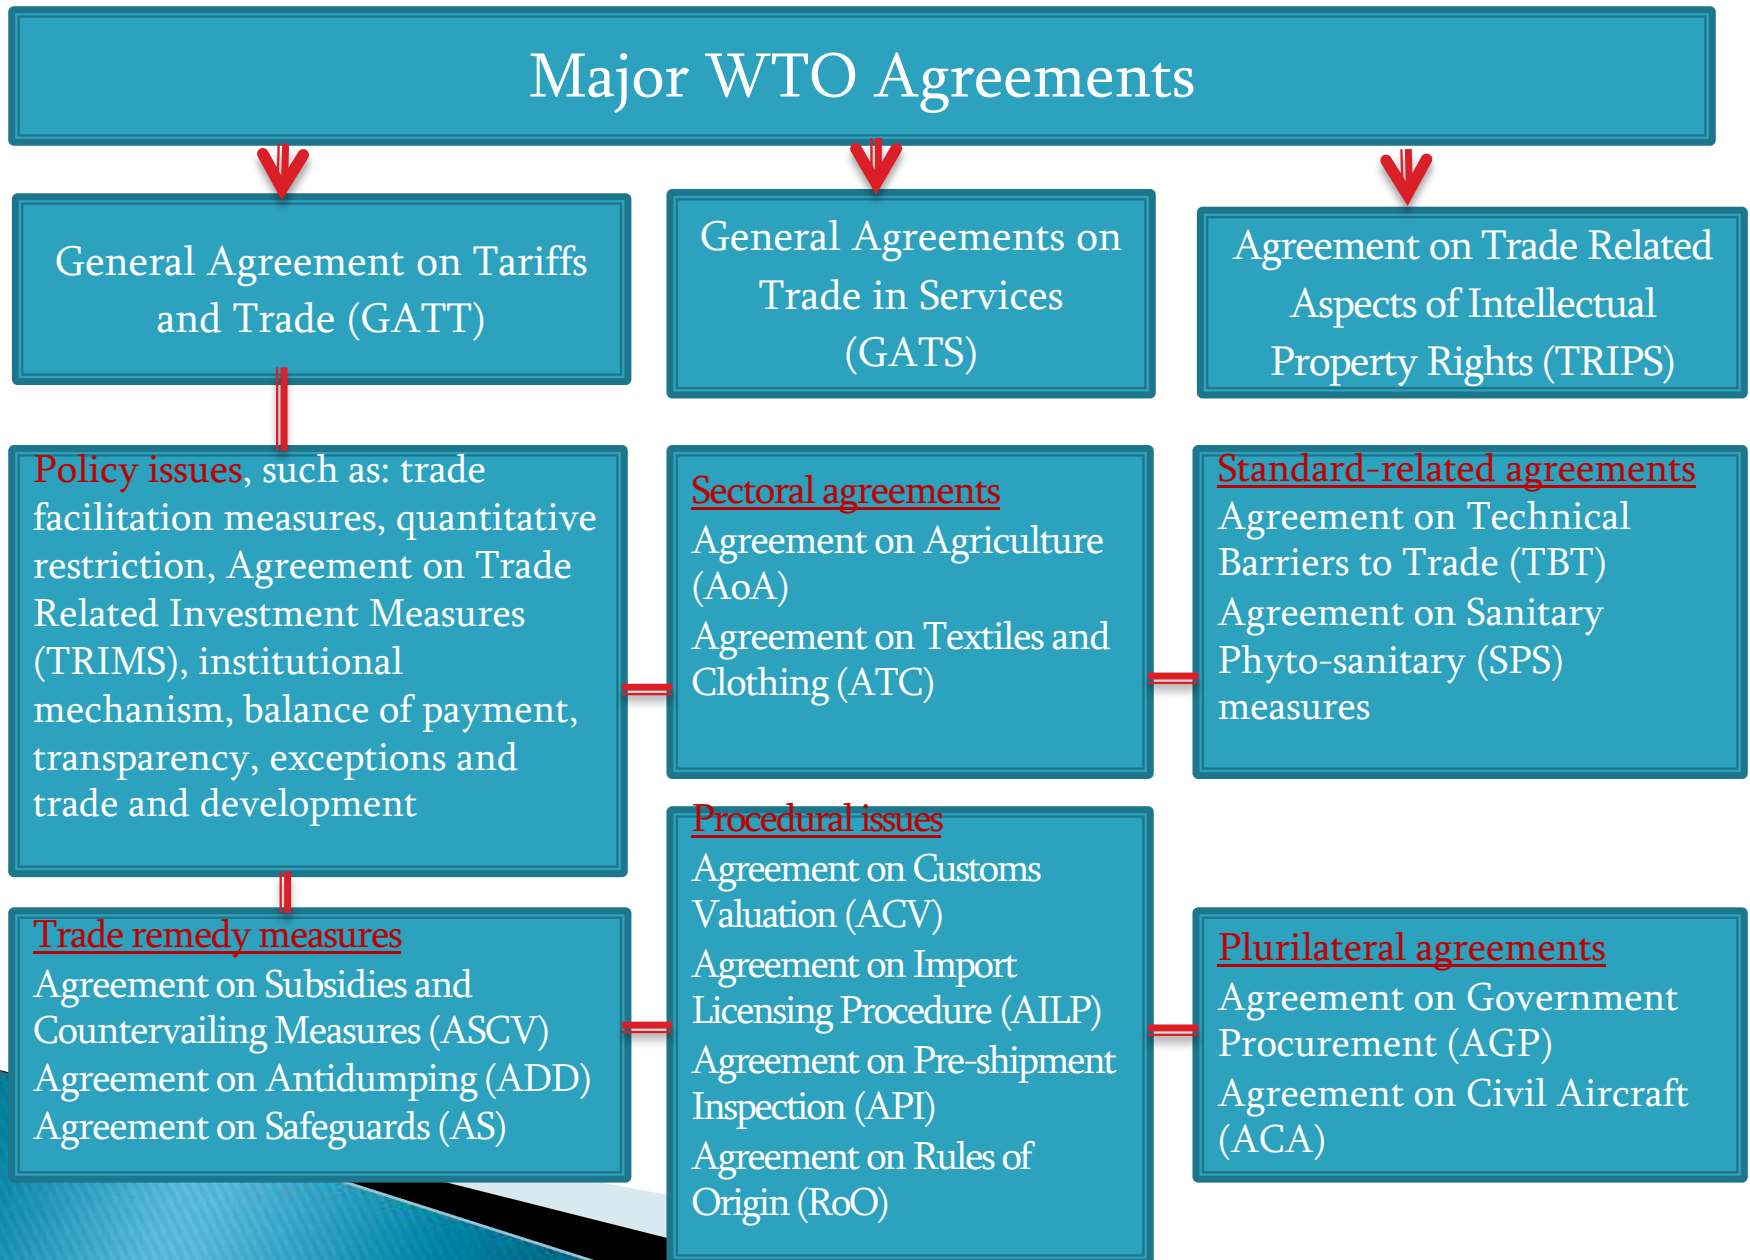 Major WTO Agreements
General Agreement on Tariffs
and Trade (GATT)
General Agreements on
Trade in Services
(GATS)
Agreement on Trade Related
Aspects of Intellectual
Property Rights (TRIPS)
Policy issues, such as: trade
facilitation measures, quantitative
restriction, Agreement on Trade
Related Investment Measures
(TRIMS), institutional
mechanism, balance of payment,
transparency, exceptions and
trade and development
Sectoral agreements
Agreement on Agriculture
(AoA)
Agreement on Textiles and
Clothing (ATC)
Standard-related agreements
Agreement on Technical
Barriers to Trade (TBT)
Agreement on Sanitary
Phyto-sanitary (SPS)
measures
Trade remedy measures
Agreement on Subsidies and
Countervailing Measures (ASCV)
Agreement on Antidumping (ADD)
Agreement on Safeguards (AS)
Procedural issues
Agreement on Customs
Valuation (ACV)
Agreement on Import
Licensing Procedure (AILP)
Agreement on Pre-shipment
Inspection (API)
Agreement on Rules of
Origin (RoO)
Plurilateral agreements
Agreement on Government
Procurement (AGP)
Agreement on Civil Aircraft
(ACA)